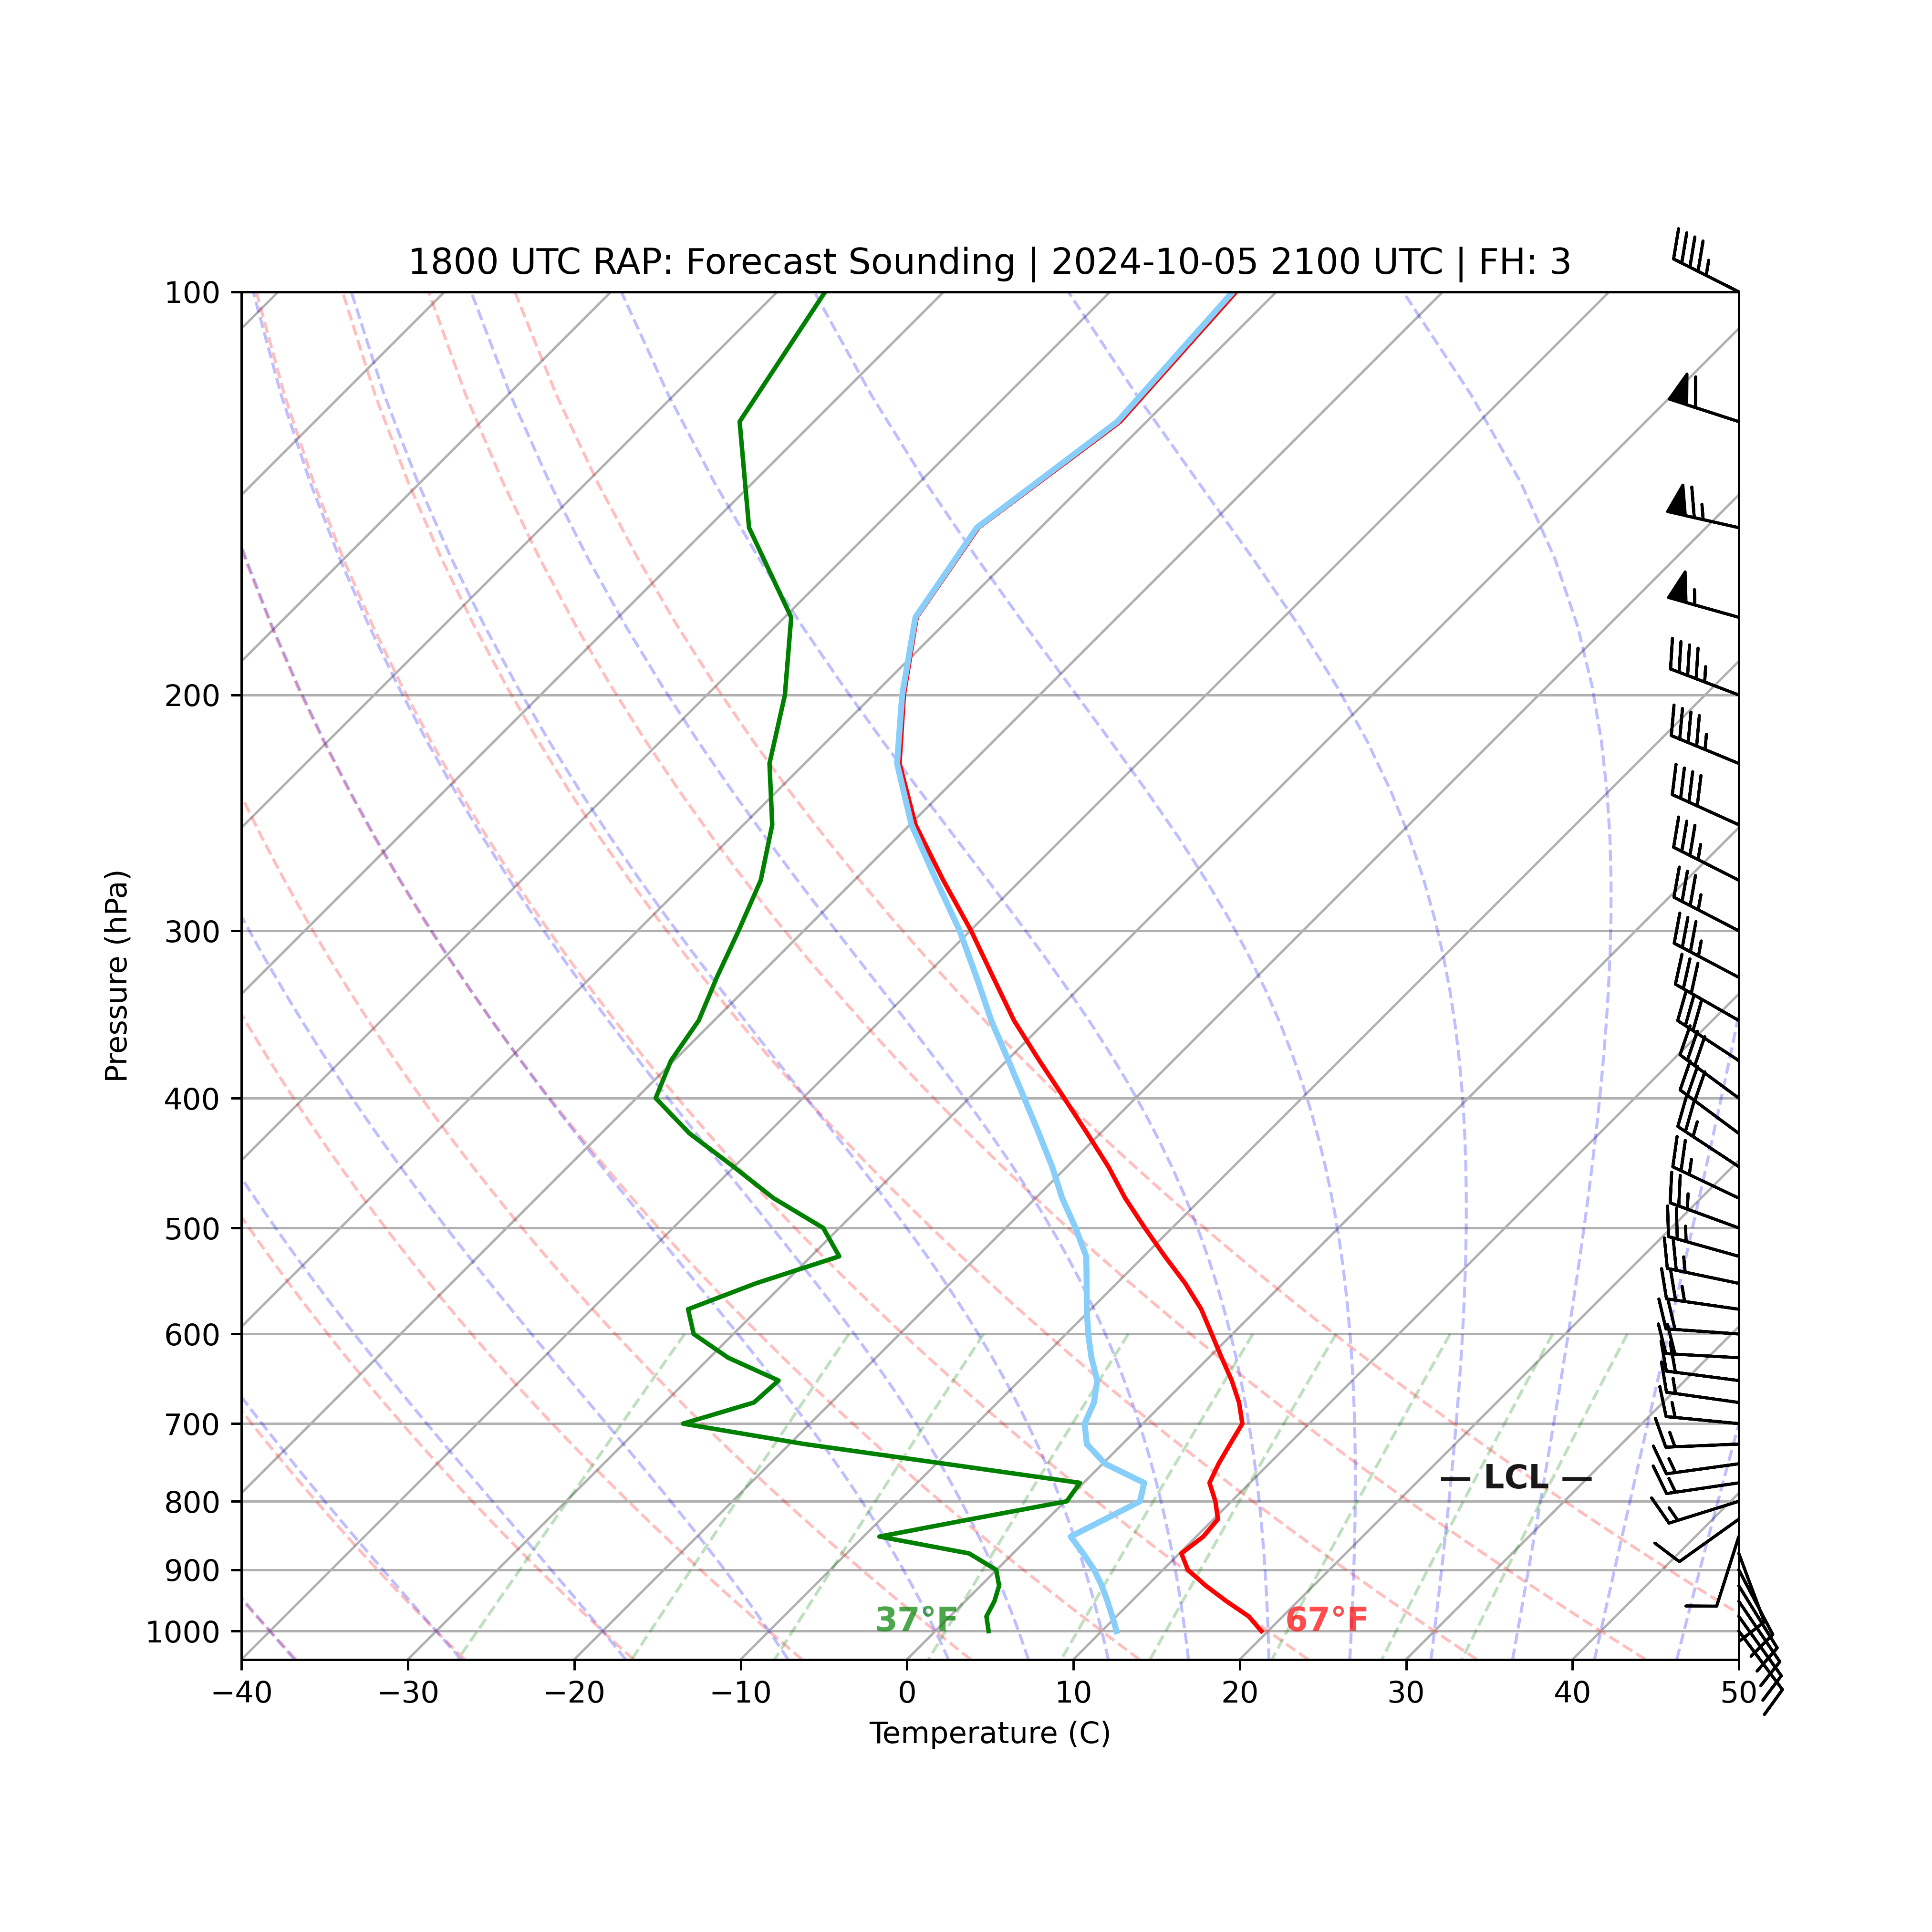 1800 UTC RAP: Forecast Sounding | 2024-10-05 2100 UTC | FH: 3
100
200
300
400
500
600
700
800
900
1000
Pressure (hPa)
— LCL —
37°F
67°F
−40 −30 −20 −10 0 10 20 30 40 50
Temperature (C)